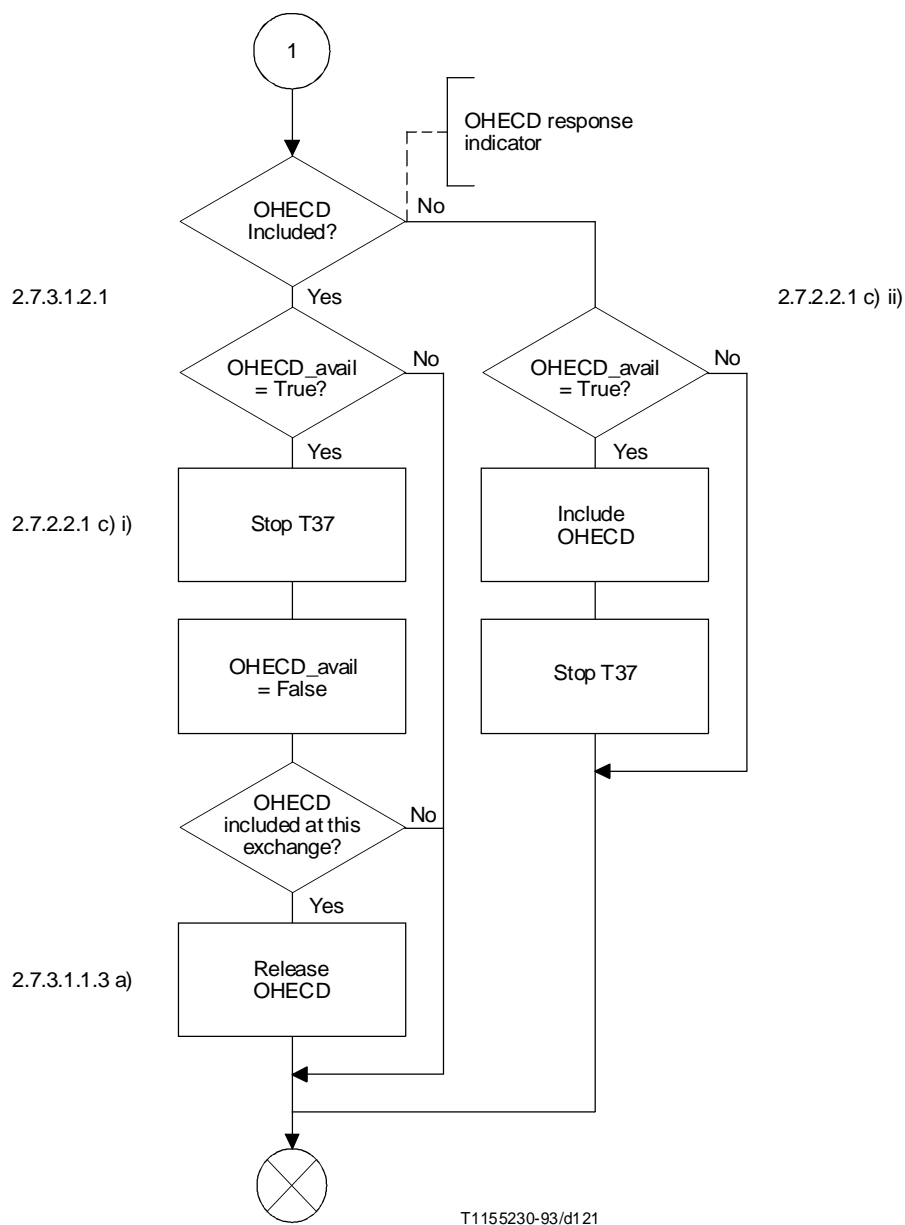 1
OHECD response
indicator
OHECD
Included?
No
2.7.3.1.2.1
Yes
2.7.2.2.1 c) ii)
OHECD_avail
= True?
No
OHECD_avail
= True?
No
Yes
Yes
2.7.2.2.1 c) i)
Stop T37
Include
OHECD
OHECD_avail
= False
Stop T37
OHECD
included at this
exchange?
No
Yes
2.7.3.1.1.3 a)
Release
OHECD
T1155230-93/d121